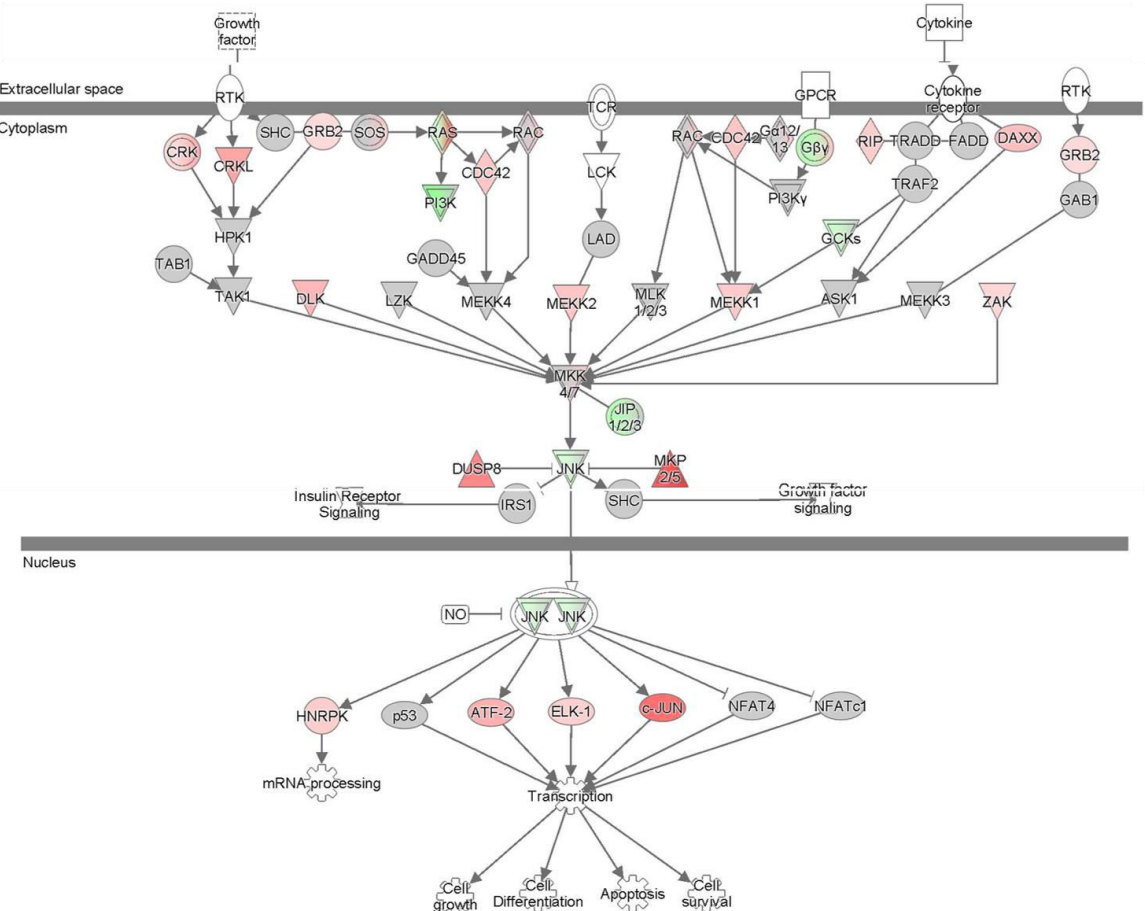 Growth
factor
Cytokine
Extracellular space
RTK
TCR
GPCR
Cytokine
receptor
RTK
Cytoplasm
CRK
CRKL
SHC
GRB2
SOS
RAS
RAC
CDC42
PI3K
LCK
RAC
CDC42
Gα12/
13
Gβγ
PI3Kγ
RIP
TRADD
FADD
DAXX
TRAF2
GRB2
GAB1
HPK1
GADD45
LAD
GCKs
TAB1
TAK1
DLK
LZK
MEKK4
MEKK2
MLK
1/2/3
MEKK1
ASK1
MEKK3
ZAK
MKK
4/7
JIP
1/2/3
DUSP8
JNK
MKP
2/5
Insulin Receptor
Signaling
IRS1
SHC
Growth factor
signaling
Nucleus
NO
JNK
JNK
HNRPK
p53
ATF-2
ELK-1
c-JUN
NFAT4
NFATc1
mRNA processing
Transcription
Cell
growth
Cell
Differentiation
Apoptosis
Cell
survival